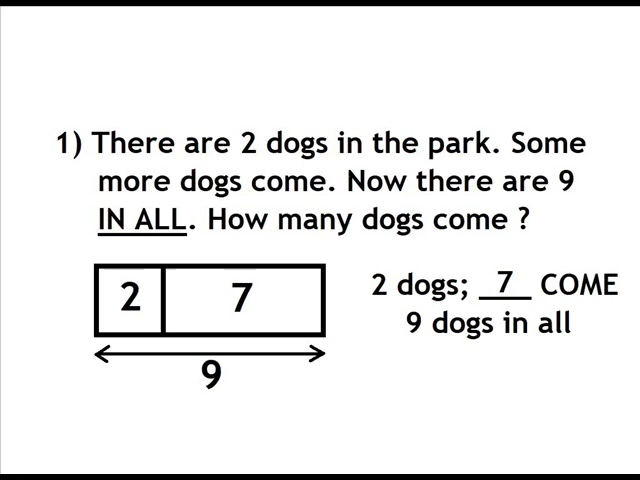 1) There are 2 dogs in the park. Some
more dogs come. Now there are 9
IN ALL. How many dogs come ?
2 7
9
2 dogs; 7 COME
9 dogs in all